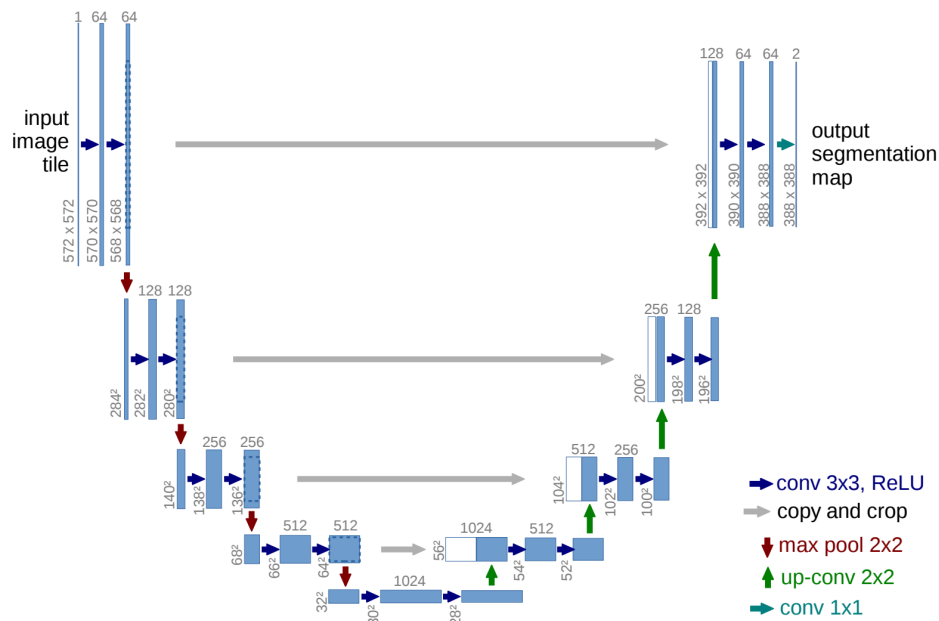 1 64 64
input
image
tile
572 x 572
570 x 570
568 x 568
128 64 64 2
output
segmentation
map
392 x 392
390 x 390
388 x 388
388 x 388
128 128
284²
282²
280²
256 128
200²
198²
196²
256 256
140²
138²
136²
512 256
104²
102²
100²
512 512
68²
66²
64²
1024 512
56²
54²
52²
1024
32²
30²
28²
conv 3x3, ReLU
copy and crop
max pool 2x2
up-conv 2x2
conv 1x1